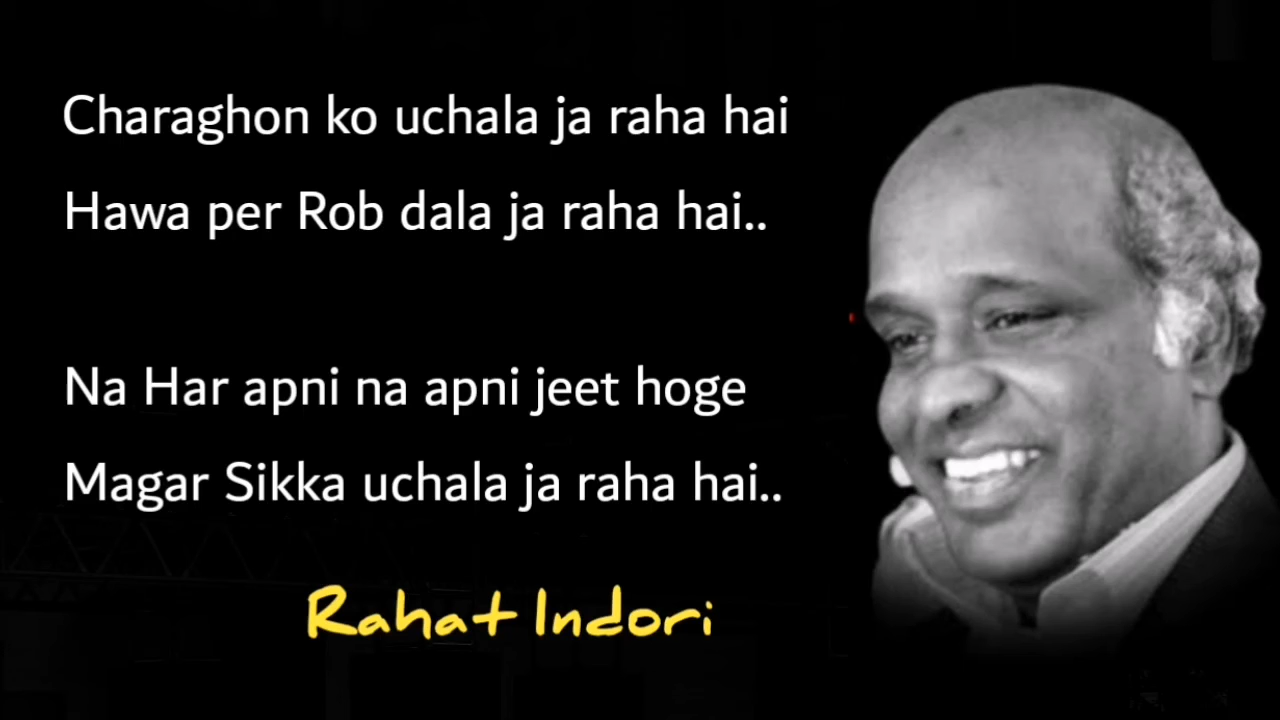 Charaghon ko uchala ja raha hai
Hawa per Rob dala ja raha hai..
Na Har apni na apni jeet hoge
Magar Sikka uchala ja raha hai..
Rahat Indori